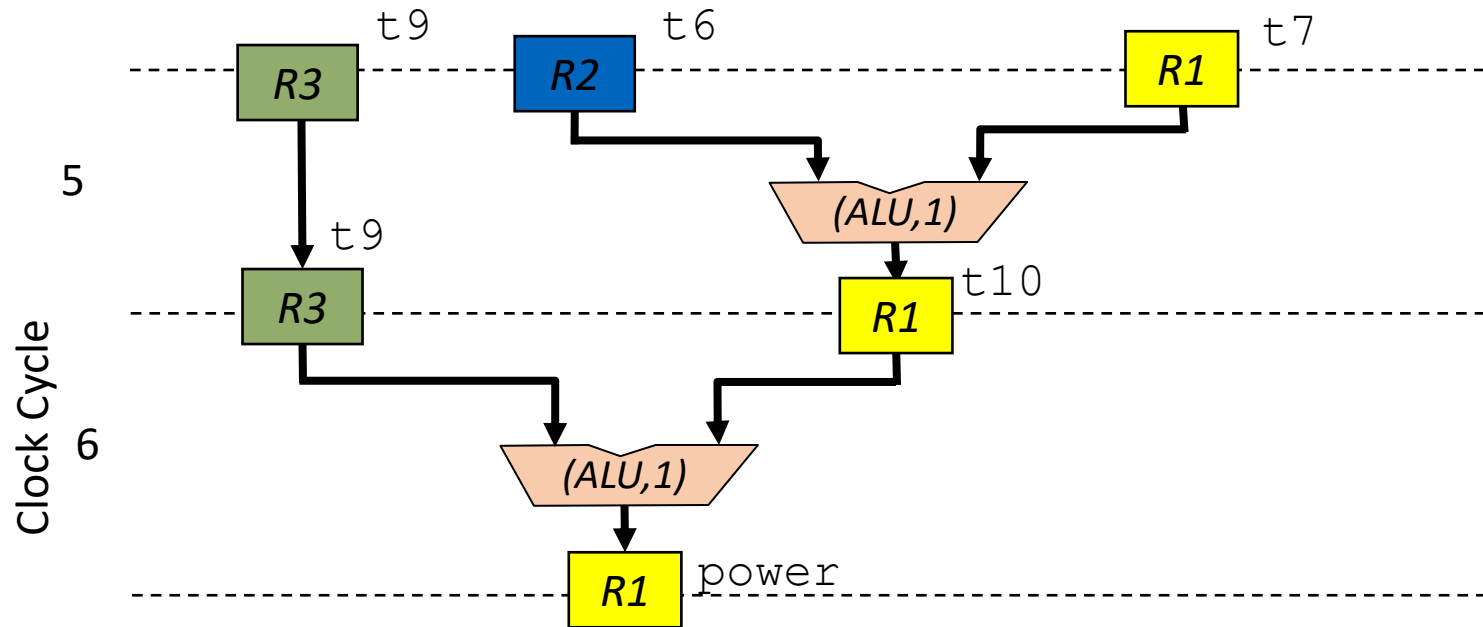 t9
t6
t7
R3
R2
R1
5
(ALU,1)
t9
t10
R3
R1
Clock Cycle
6
(ALU,1)
power
R1